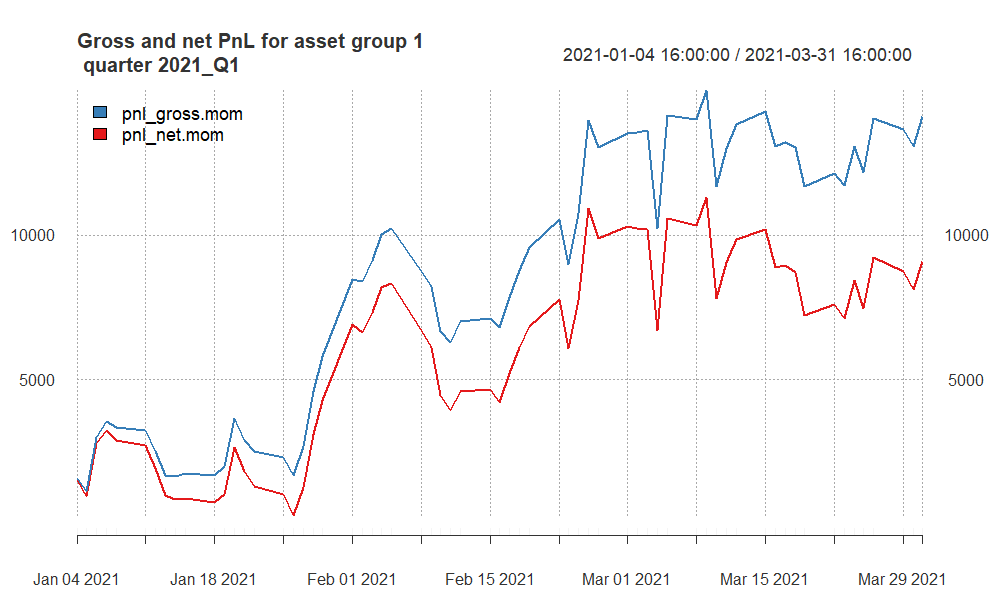 Gross and net PnL for asset group 1
quarter 2021_Q1
2021-01-04 16:00:00 / 2021-03-31 16:00:00
pnl_gross.mom
pnl_net.mom
10000 10000
5000 5000
Jan 04 2021 Jan 18 2021 Feb 01 2021 Feb 15 2021 Mar 01 2021 Mar 15 2021 Mar 29 2021